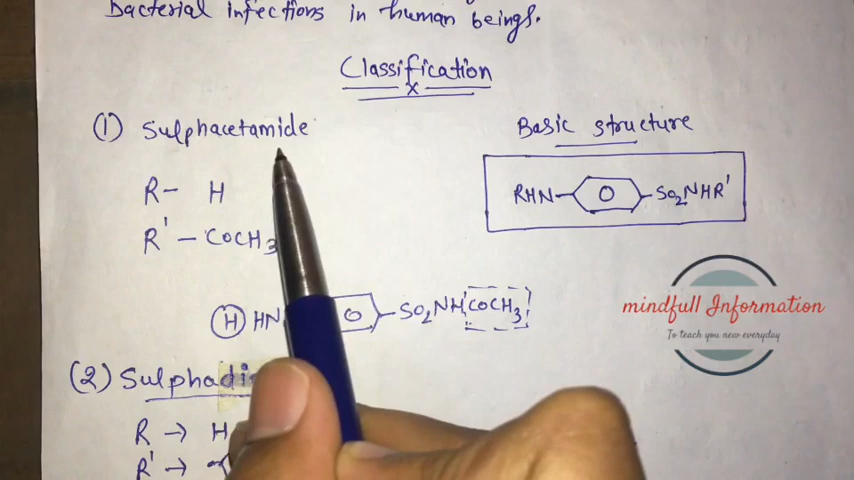 Bacterial infections in human beings.
Classification
x
(1) Sulphacetamide
Basic structure
R- H
RHN- -SO2NHR'
R' - COCH3
mindfull Information
To teach you new everyday
H HN -SO2NH COCH3
(2) Sulphadi
R → H
R' →